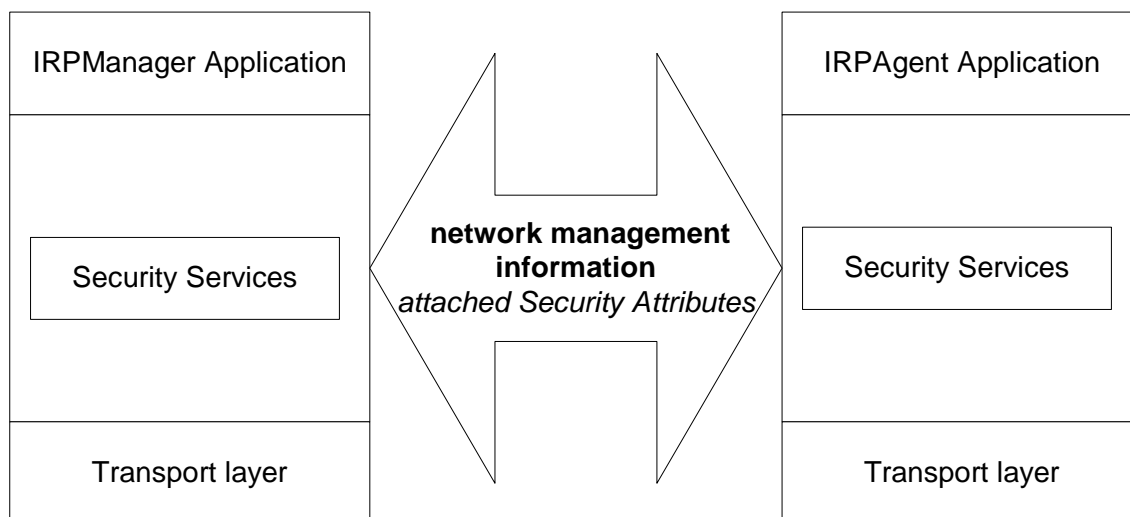 IRPManager Application
IRPAgent Application
network management
information
attached Security Attributes
Security Services
Security Services
Transport layer
Transport layer